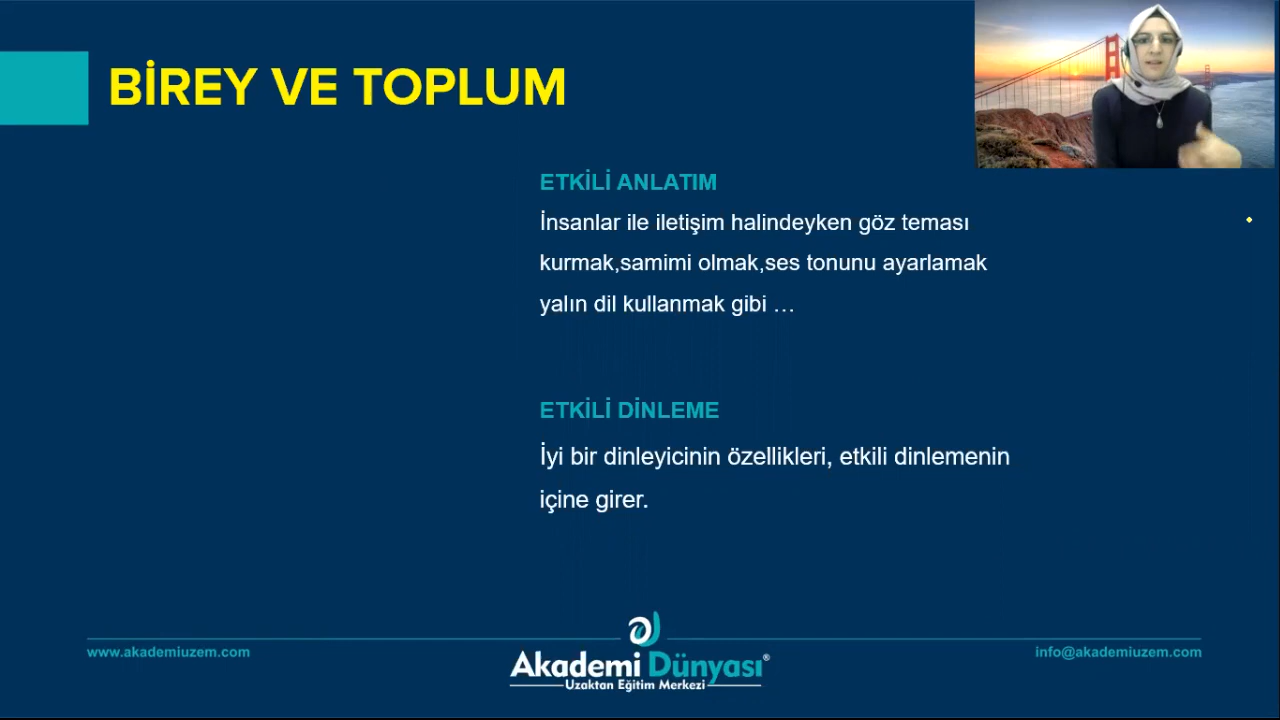 BİREY VE TOPLUM
ETKİLİ ANLATIM
İnsanlar ile iletişim halindeyken göz teması
kurmak,samimi olmak,ses tonunu ayarlamak
yalın dil kullanmak gibi …
ETKİLİ DİNLEME
İyi bir dinleyicinin özellikleri, etkili dinlemenin
içine girer.
www.akademiuzem.com
info@akademiuzem.com
Akademi Dünyası®
Uzaktan Eğitim Merkezi